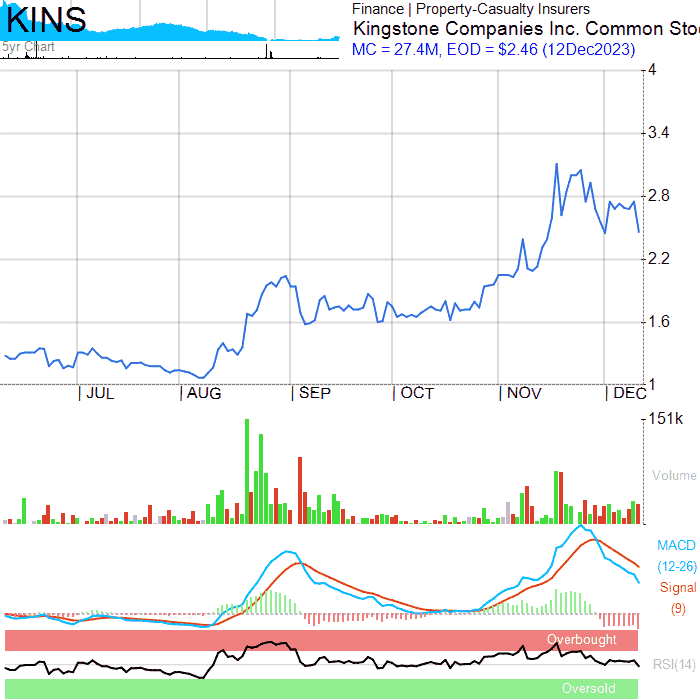 KINS
Finance | Property-Casualty Insurers
Kingstone Companies Inc. Common Sto
MC = 27.4M, EOD = $2.46 (12Dec2023)
5yr Chart
4
3.4
2.8
2.2
1.6
1
| JUL | AUG | SEP | OCT | NOV | DEC
151k
Volume
MACD
(12-26)
Signal
(9)
Overbought
RSI(14)
Oversold